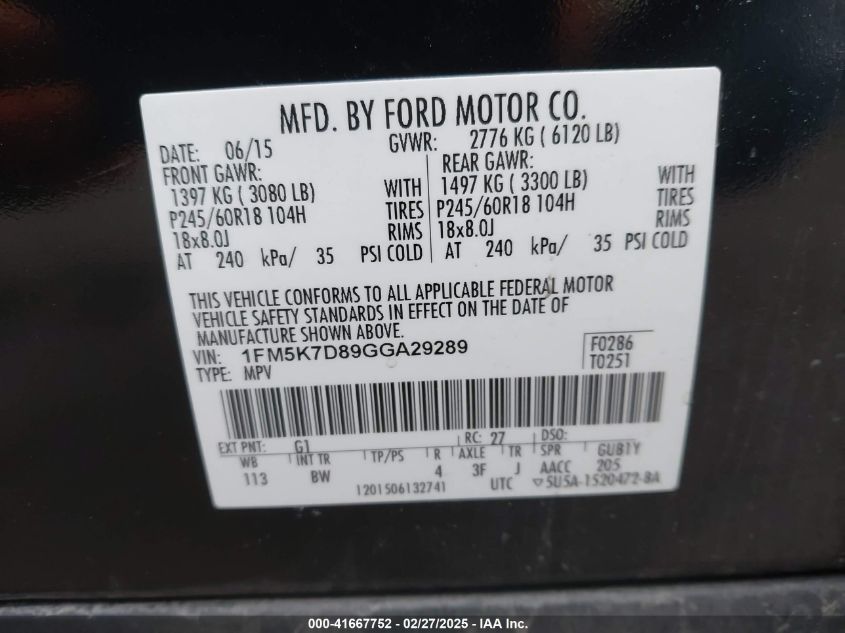 MFD. BY FORD MOTOR CO.
DATE: 06/15 GVWR: 2776 KG ( 6120 LB)
FRONT GAWR: REAR GAWR:
1397 KG ( 3080 LB) WITH 1497 KG ( 3300 LB) WITH
P245/60R18 104H TIRES P245/60R18 104H TIRES
18x8.0J RIMS 18x8.0J RIMS
AT 240 kPa/ 35 PSI COLD AT 240 kPa/ 35 PSI COLD
THIS VEHICLE CONFORMS TO ALL APPLICABLE FEDERAL MOTOR
VEHICLE SAFETY STANDARDS IN EFFECT ON THE DATE OF
MANUFACTURE SHOWN ABOVE.
VIN: 1FM5K7D89GGA29289 F0286
TYPE: MPV T0251
EXT PNT: G1 RC: 27 DSO:
WB INT TR TP/PS R AXLE TR SPR GUB1Y
113 BW 4 3F J AACC 205
1201506132741 UTC ▽5U5A-1520472-BA
000-41667752 — 02/27/2025 — IAA Inc.